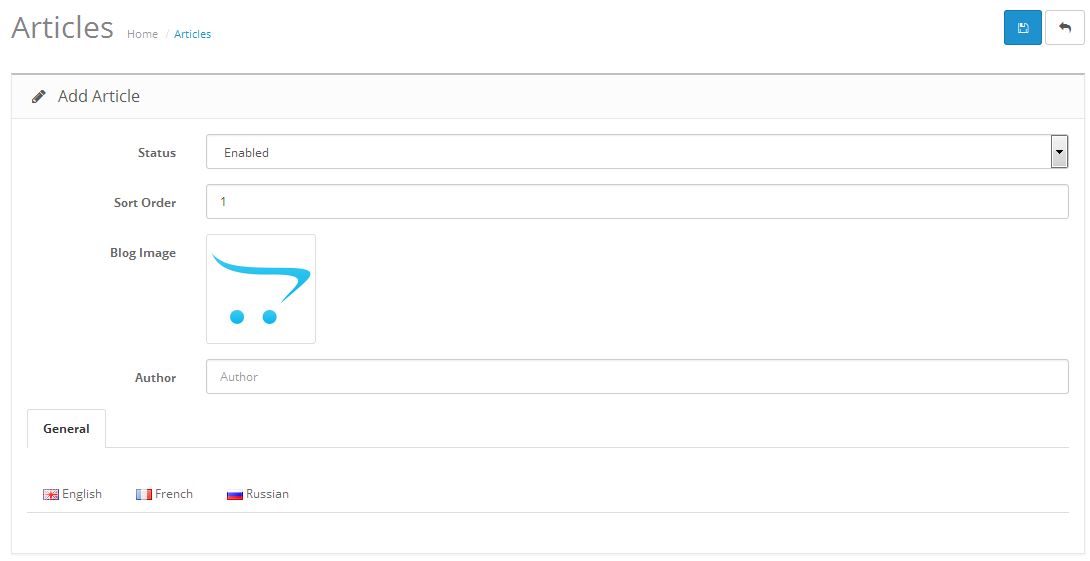 Articles Home / Articles
Add Article
Status Enabled
Sort Order 1
Blog Image
Author Author
General
English French Russian